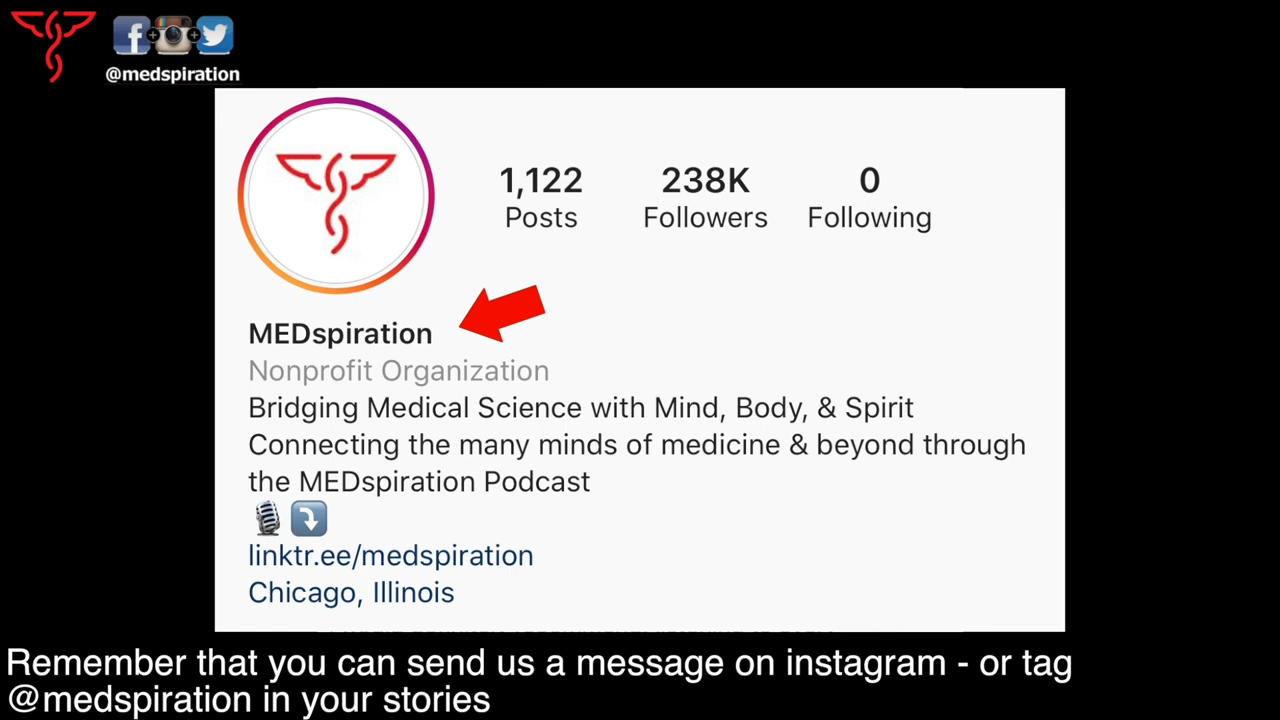 @medspiration
1,122 238K 0
Posts Followers Following
MEDspiration
Nonprofit Organization
Bridging Medical Science with Mind, Body, & Spirit
Connecting the many minds of medicine & beyond through
the MEDspiration Podcast
linktr.ee/medspiration
Chicago, Illinois
Remember that you can send us a message on instagram - or tag
@medspiration in your stories